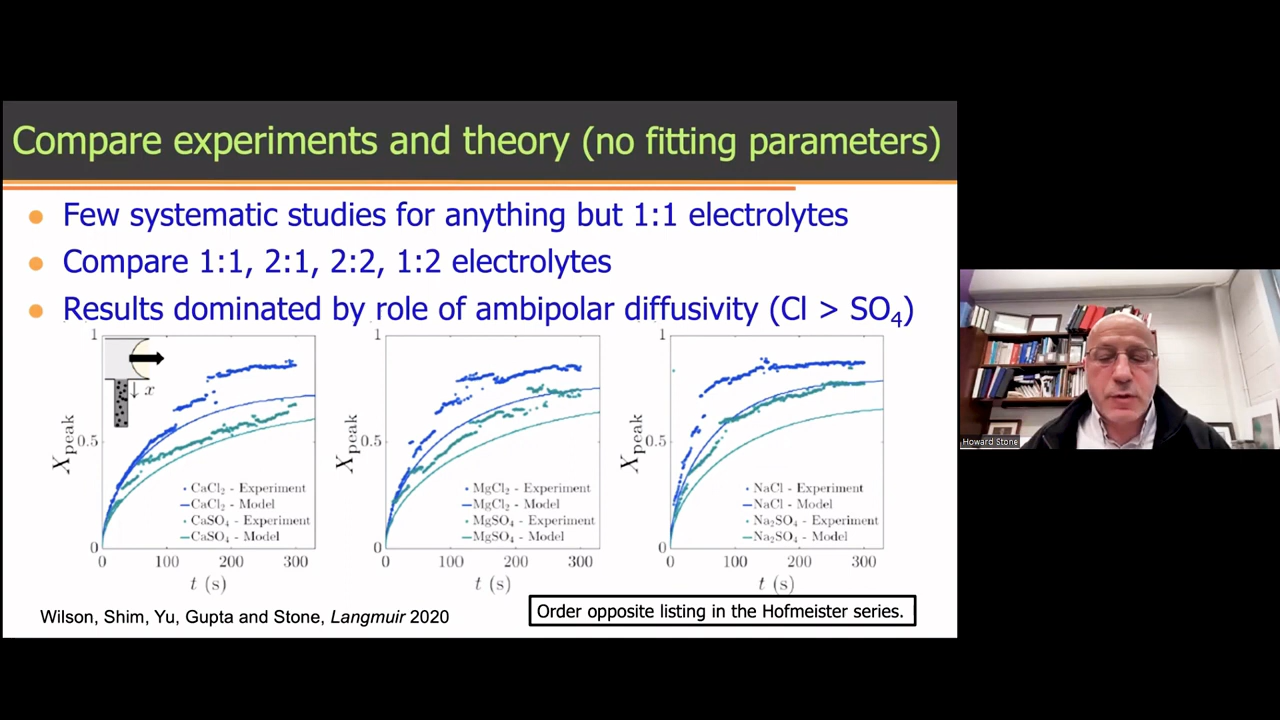 Compare experiments and theory (no fitting parameters)
Few systematic studies for anything but 1:1 electrolytes
Compare 1:1, 2:1, 2:2, 1:2 electrolytes
Results dominated by role of ambipolar diffusivity (Cl > SO₄)
1
0.5
0
X_peak
x
CaCl₂ - Experiment
CaCl₂ - Model
CaSO₄ - Experiment
CaSO₄ - Model
0 100 200 300
t (s)
1
0.5
0
X_peak
MgCl₂ - Experiment
MgCl₂ - Model
MgSO₄ - Experiment
MgSO₄ - Model
0 100 200 300
t (s)
1
0.5
0
X_peak
NaCl - Experiment
NaCl - Model
Na₂SO₄ - Experiment
Na₂SO₄ - Model
0 100 200 300
t (s)
Wilson, Shim, Yu, Gupta and Stone, Langmuir 2020
Order opposite listing in the Hofmeister series.
Howard Stone